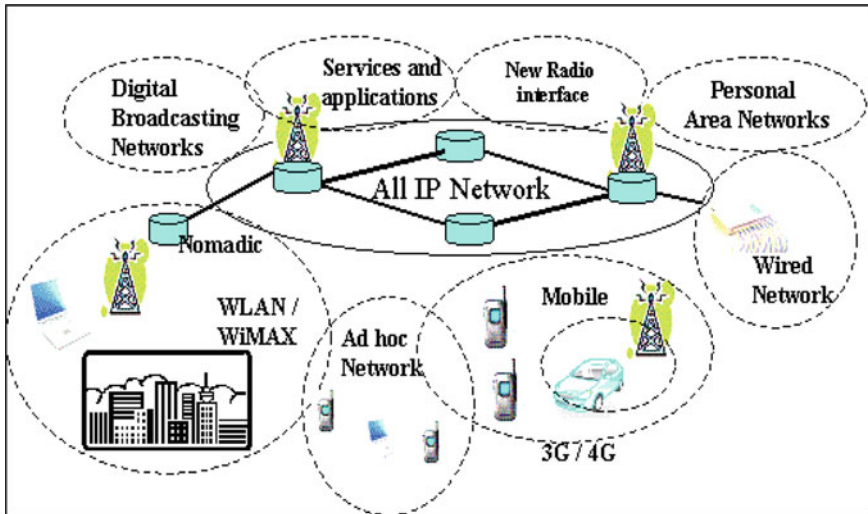 Digital
Broadcasting
Networks
Services and
applications
New Radio
interface
Personal
Area Networks
All IP Network
Nomadic
WLAN /
WiMAX
Ad hoc
Network
Mobile
Wired
Network
3G / 4G